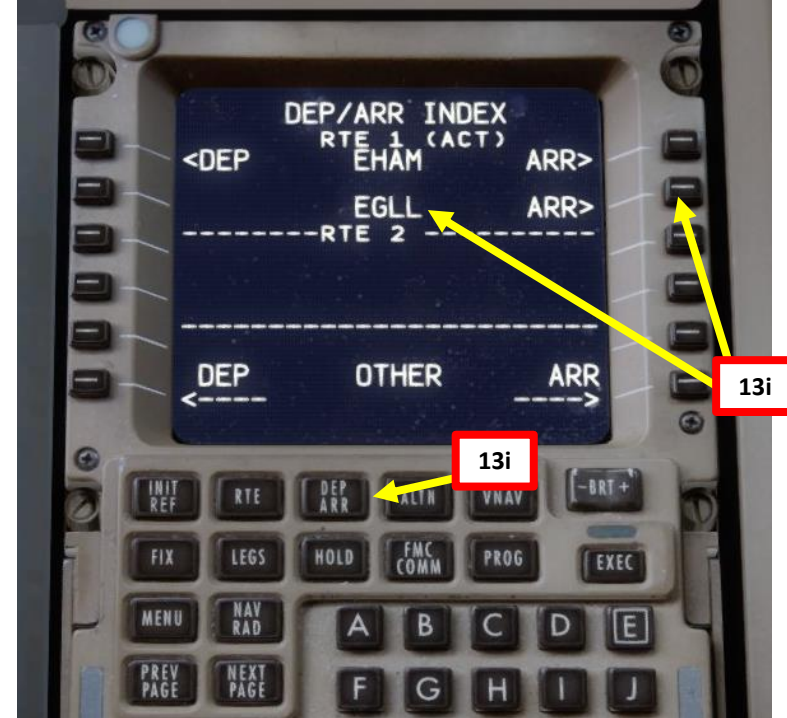 DEP/ARR INDEX
RTE 1 (ACT)
<DEP EHAM ARR>
EGLL ARR>
--------RTE 2 ----------
------------------------
DEP OTHER ARR
<---- ---->
13i
13i
INIT REF RTE DEP ARR ALTN VNAV -BRT+
FIX LEGS HOLD FMC COMM PROG EXEC
MENU NAV RAD A B C D E
PREV PAGE NEXT PAGE F G H I J